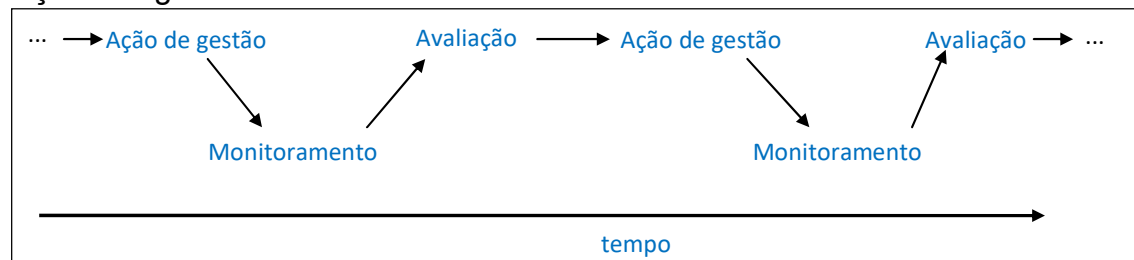 ... Ação de gestão Avaliação Ação de gestão Avaliação ...
Monitoramento Monitoramento
tempo